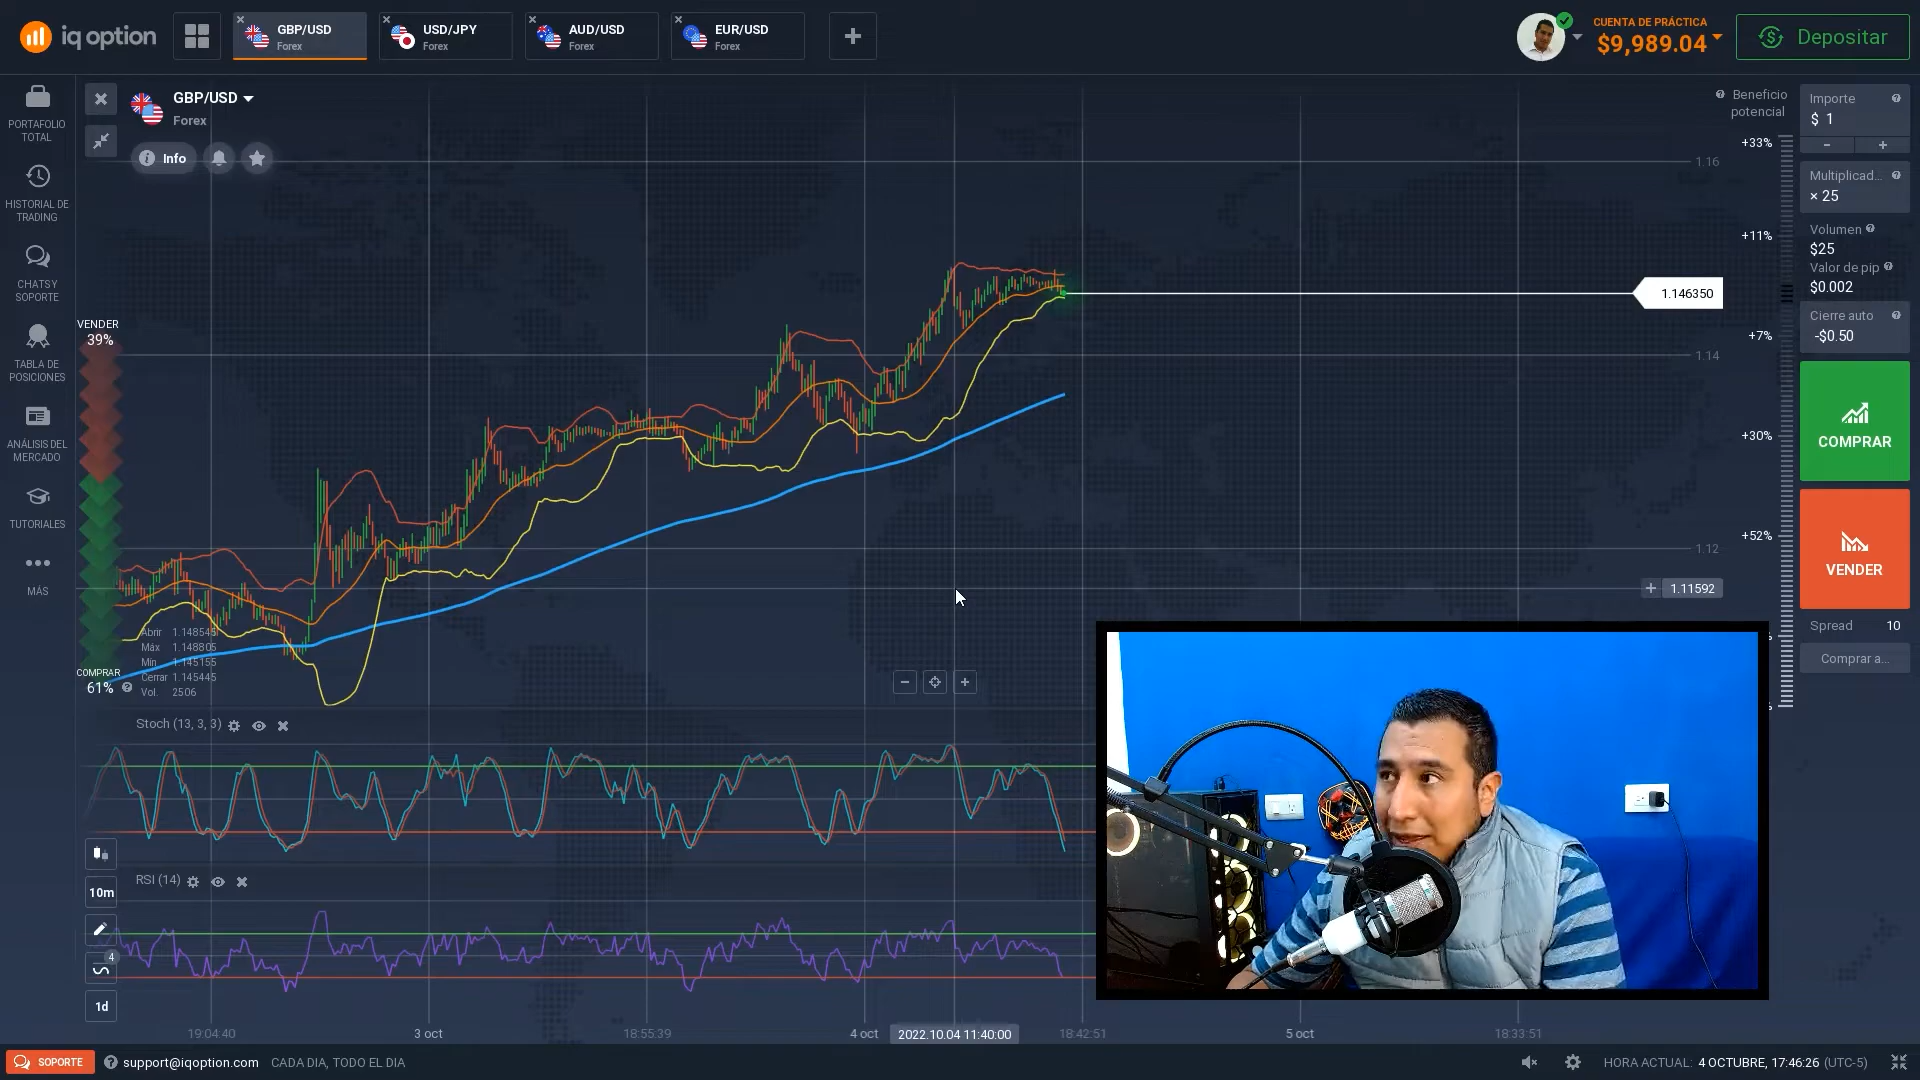 iq option
GBP/USD
Forex
USD/JPY
Forex
AUD/USD
Forex
EUR/USD
Forex
CUENTA DE PRÁCTICA
$9,989.04
Depositar
PORTAFOLIO
TOTAL
HISTORIAL DE
TRADING
CHATS Y
SOPORTE
TABLA DE
POSICIONES
ANÁLISIS DEL
MERCADO
TUTORIALES
MÁS
GBP/USD
Forex
Info
VENDER
39%
COMPRAR
61%
Abrir 1.148545
Máx 1.148805
Mín 1.145155
Cerrar 1.145445
Vol. 2506
Stoch (13, 3, 3)
RSI (14)
10m
4
1d
1.16
1.146350
1.14
1.12
1.11592
Beneficio
potencial
+33%
+11%
+7%
+30%
+52%
Importe
$ 1
Multiplicad...
× 25
Volumen
$25
Valor de pip
$0.002
Cierre auto
-$0.50
COMPRAR
VENDER
Spread 10
Comprar a...
19:04:40
3 oct
18:55:39
4 oct
2022.10.04 11:40:00
18:42:51
5 oct
18:33:51
SOPORTE
support@iqoption.com
CADA DIA, TODO EL DIA
HORA ACTUAL: 4 OCTUBRE, 17:46:26 (UTC-5)